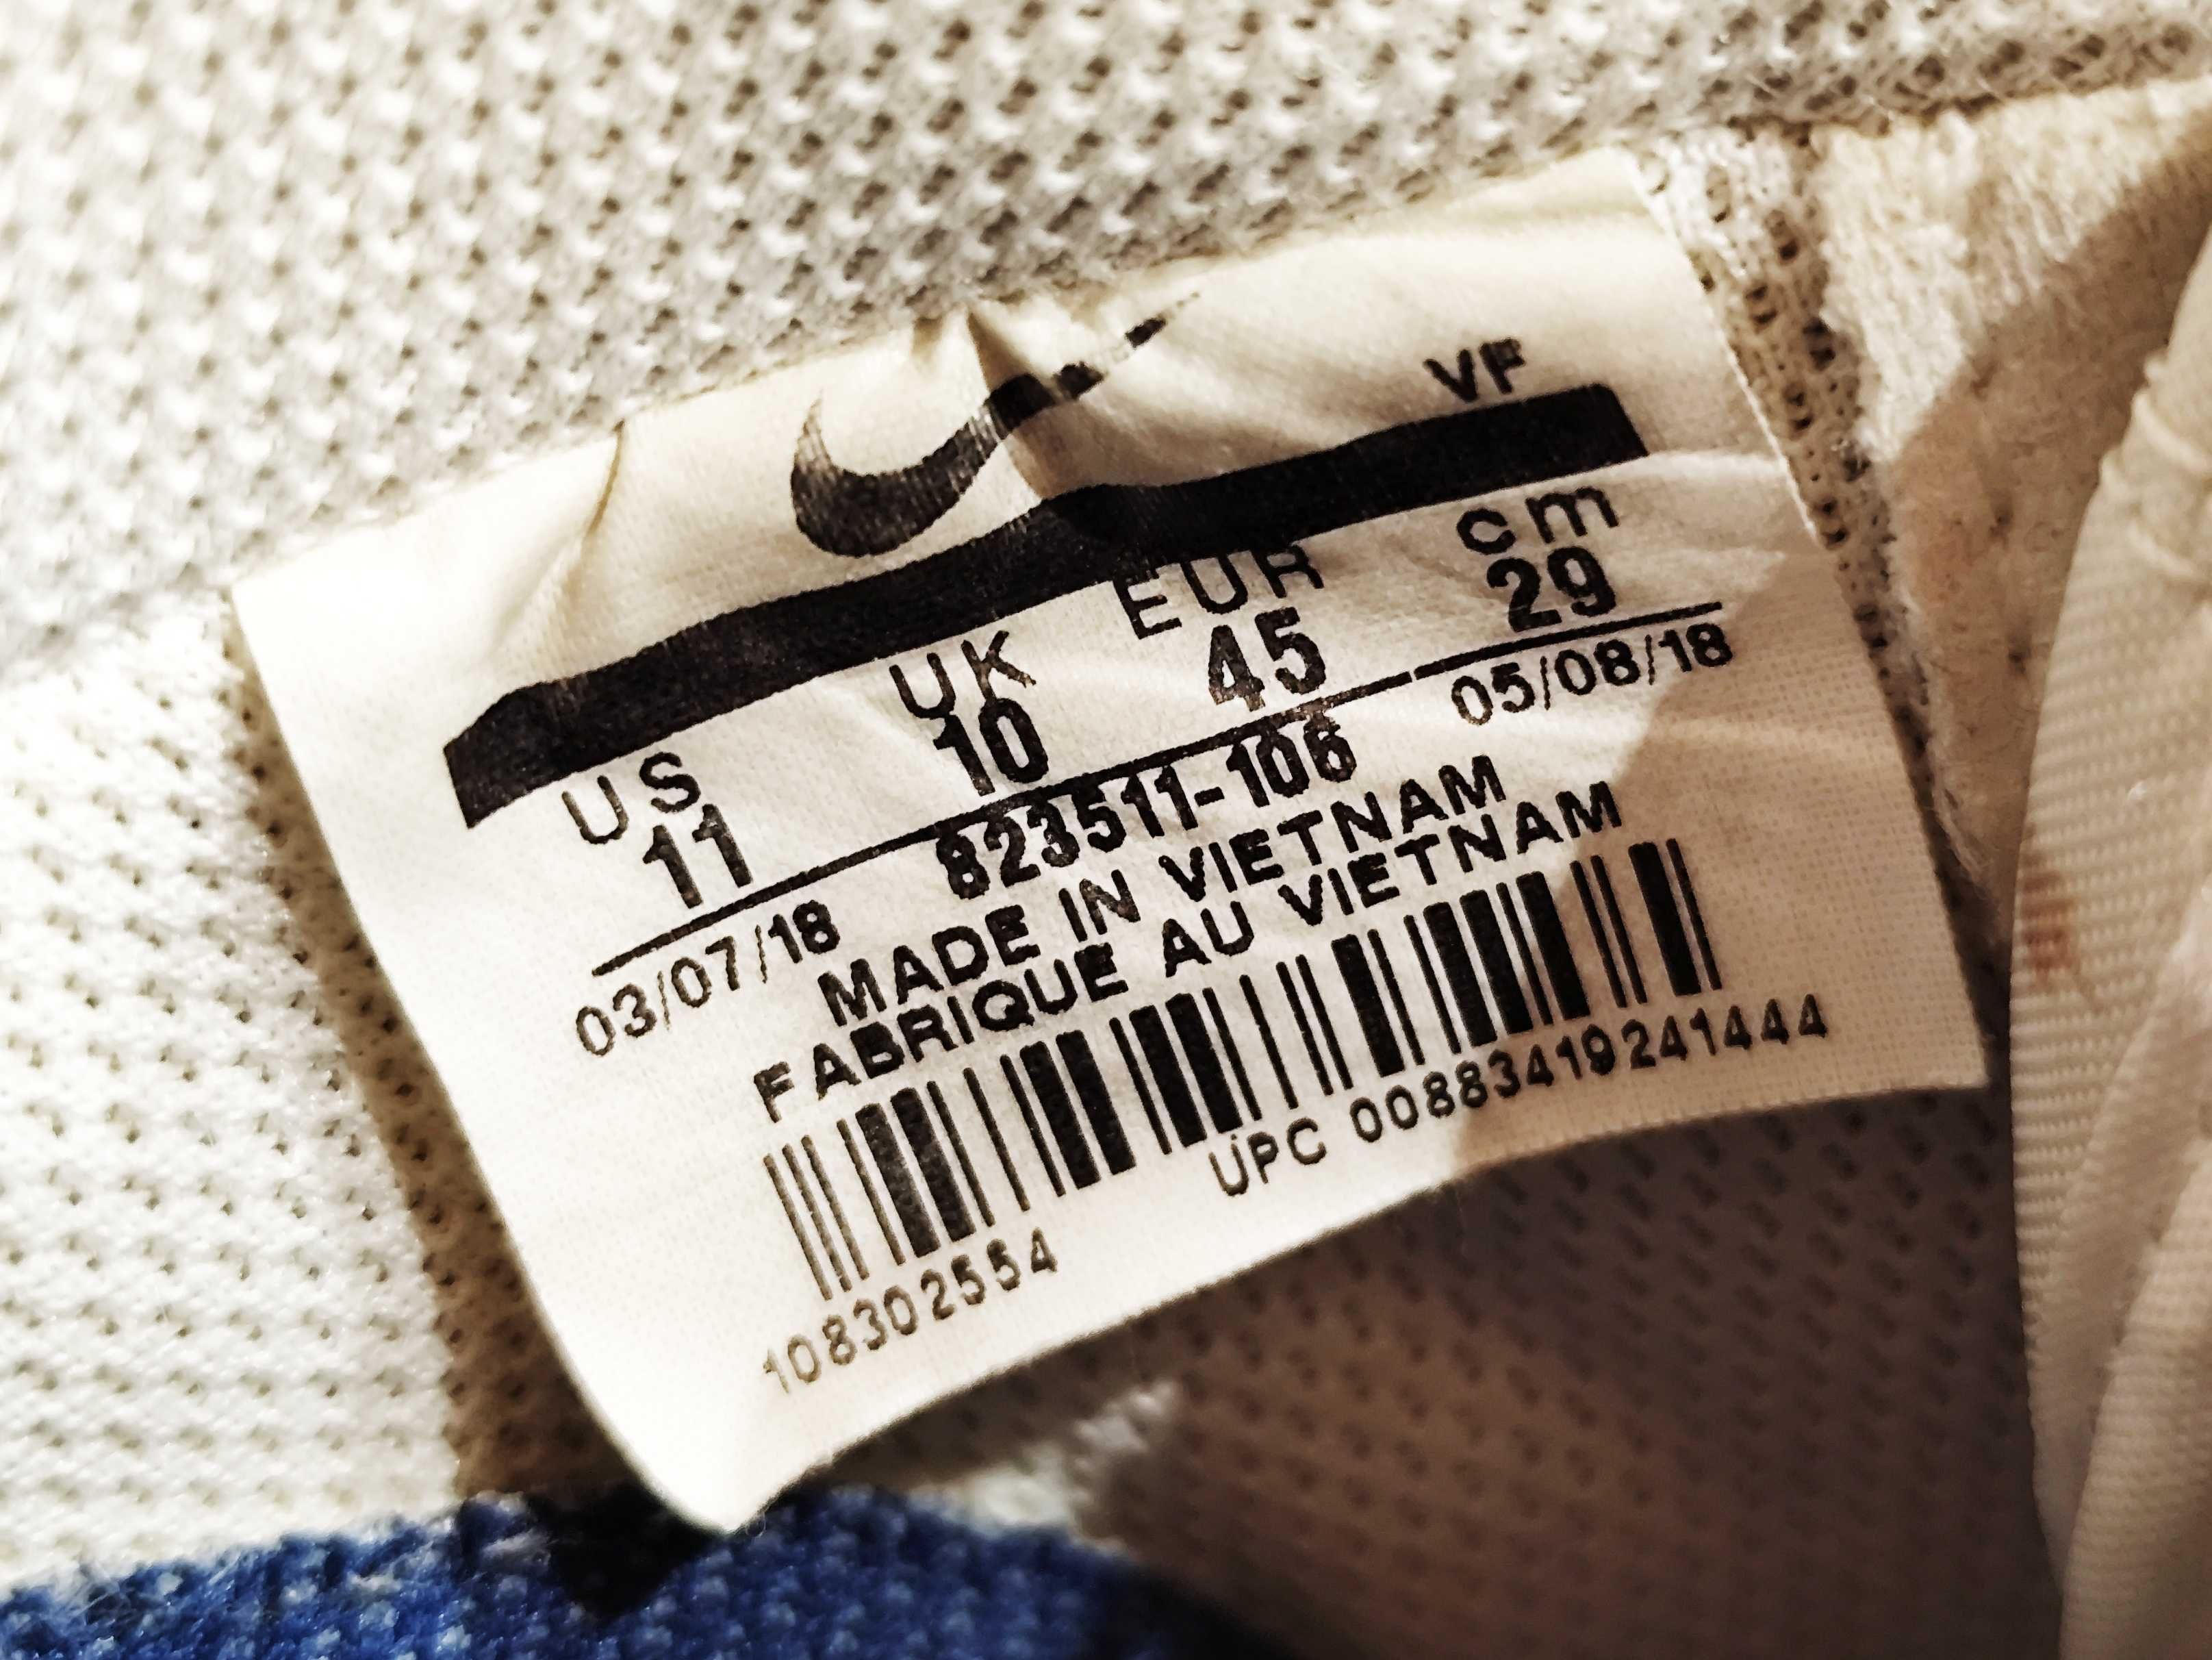 VF
US UK EUR cm
11 10 45 29
03/07/18 823511-106 05/08/18
MADE IN VIETNAM
FABRIQUE AU VIETNAM
UPC 00883419241444
108302554